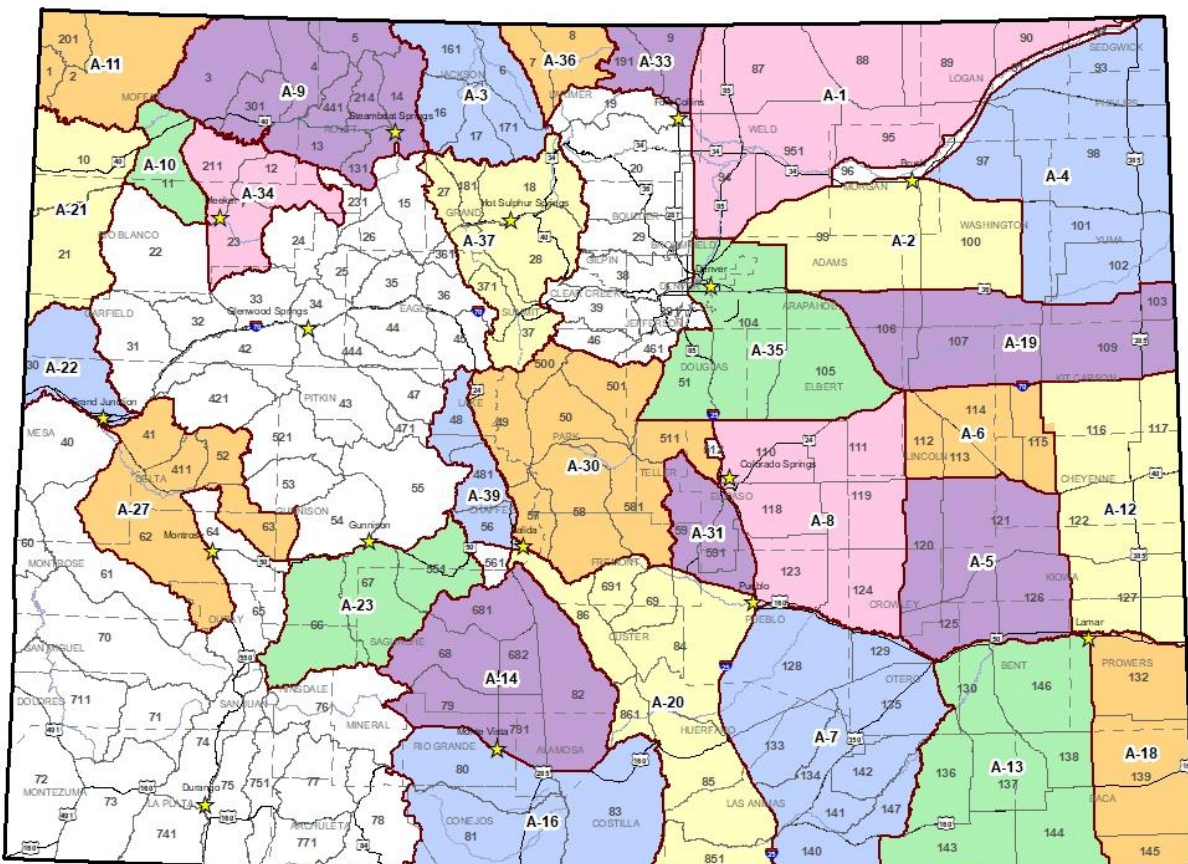 201
A-11
1
2
MOFFAT
3
4
5
A-9
301
441
214
14
ROUTT
Steamboat Springs
13
131
161
JACKSON
6
A-3
16
17
171
8
A-36
7
LARIMER
9
191
A-33
19
Fort Collins
87
88
89
90
LOGAN
A-1
WELD
95
951
94
96
MORGAN
Brush
SEDGWICK
93
PHILLIPS
97
98
A-4
101
YUMA
102
10
A-21
21
A-10
11
211
12
A-34
Meeker
23
231
RIO BLANCO
22
24
15
26
25
361
27
181
18
GRAND
Hot Sulphur Springs
A-37
28
371
SUMMIT
37
20
BOULDER
29
BROOMFIELD
GILPIN
38
CLEAR CREEK
39
JEFFERSON
391
46
461
Denver
DENVER
99
ADAMS
A-2
WASHINGTON
100
ARAPAHOE
104
A-35
DOUGLAS
51
105
ELBERT
106
107
A-19
109
103
KIT CARSON
GARFIELD
A-22
30
31
32
33
34
35
36
Glenwood Springs
42
44
EAGLE
45
444
Grand Junction
MESA
40
421
PITKIN
43
47
471
LAKE
48
500
501
49
50
PARK
A-30
41
52
411
DELTA
521
53
GUNNISON
55
54
Gunnison
481
A-39
CHAFFEE
56
57
58
581
Salida
511
TELLER
512
110
111
Colorado Springs
EL PASO
118
119
A-8
114
A-6
112
LINCOLN
113
115
116
117
CHEYENNE
A-12
122
A-27
62
63
Montrose
64
60
MONTROSE
61
59
A-31
591
FREMONT
561
551
67
A-23
66
SAGUACHE
123
124
Pueblo
PUEBLO
120
121
A-5
126
125
CROWLEY
KIOWA
127
Lamar
65
OURAY
70
SAN MIGUEL
681
68
682
A-14
79
82
791
691
69
86
CUSTER
84
A-20
861
HUERFANO
128
129
OTERO
135
BENT
130
146
PROWERS
132
DOLORES
711
71
SAN JUAN
74
HINSDALE
76
MINERAL
Monte Vista
ALAMOSA
RIO GRANDE
80
133
A-7
134
142
136
A-13
137
138
A-18
139
BACA
72
MONTEZUMA
73
Durango
LA PLATA
75
751
77
78
741
ARCHULETA
771
CONEJOS
81
A-16
83
COSTILLA
85
851
LAS ANIMAS
141
147
140
143
144
145